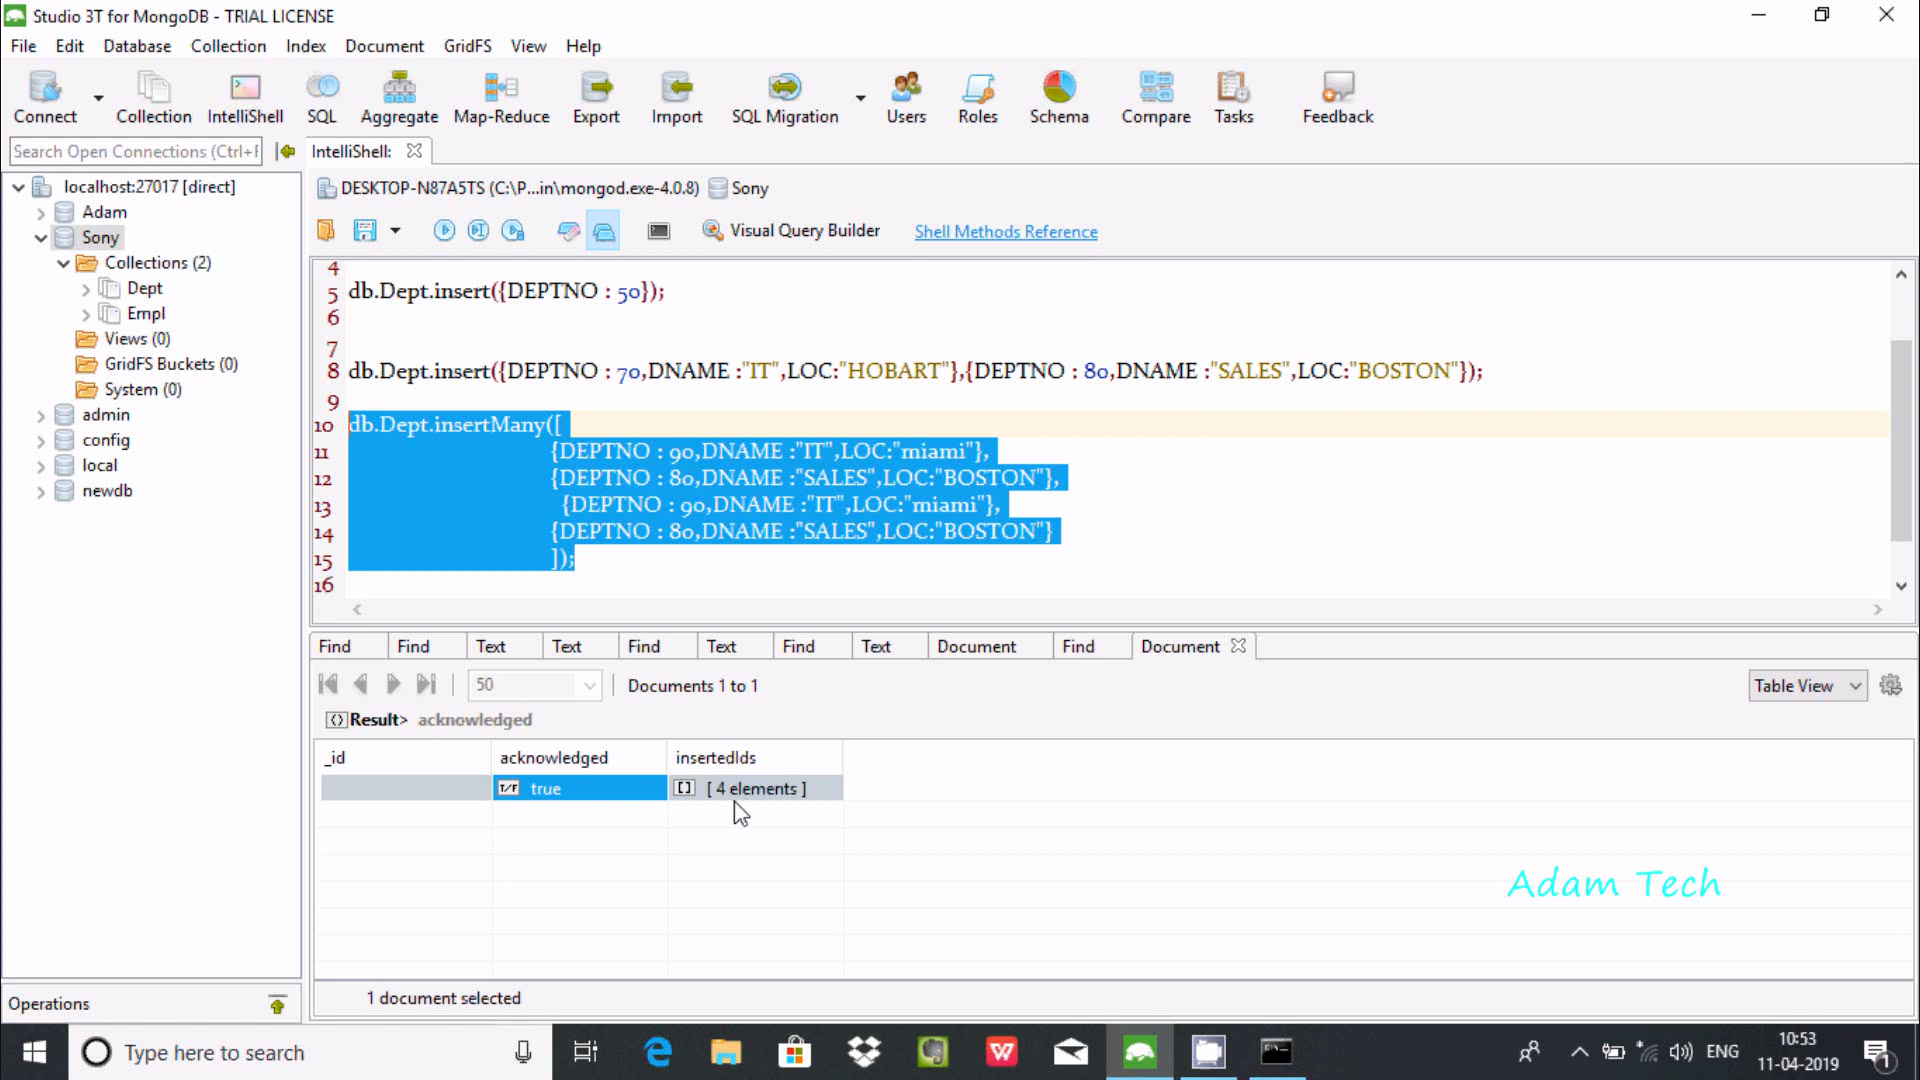 Studio 3T for MongoDB - TRIAL LICENSE
File Edit Database Collection Index Document GridFS View Help
Connect Collection IntelliShell SQL Aggregate Map-Reduce Export Import SQL Migration Users Roles Schema Compare Tasks Feedback
Search Open Connections (Ctrl+F
IntelliShell:
localhost:27017 [direct]
Adam
Sony
Collections (2)
Dept
Empl
Views (0)
GridFS Buckets (0)
System (0)
admin
config
local
newdb
DESKTOP-N87A5TS (C:\P...in\mongod.exe-4.0.8) Sony
Visual Query Builder Shell Methods Reference
4
5 db.Dept.insert({DEPTNO : 50});
6
7
8 db.Dept.insert({DEPTNO : 70,DNAME :"IT",LOC:"HOBART"},{DEPTNO : 80,DNAME :"SALES",LOC:"BOSTON"});
9
10 db.Dept.insertMany([
11 {DEPTNO : 90,DNAME :"IT",LOC:"miami"},
12 {DEPTNO : 80,DNAME :"SALES",LOC:"BOSTON"},
13 {DEPTNO : 90,DNAME :"IT",LOC:"miami"},
14 {DEPTNO : 80,DNAME :"SALES",LOC:"BOSTON"}
15 ]);
16
Find Find Text Text Find Text Find Text Document Find Document
50 Documents 1 to 1 Table View
Result> acknowledged
_id acknowledged insertedIds
T/F true [ 4 elements ]
Adam Tech
Operations
1 document selected
Type here to search
ENG
10:53
11-04-2019
1